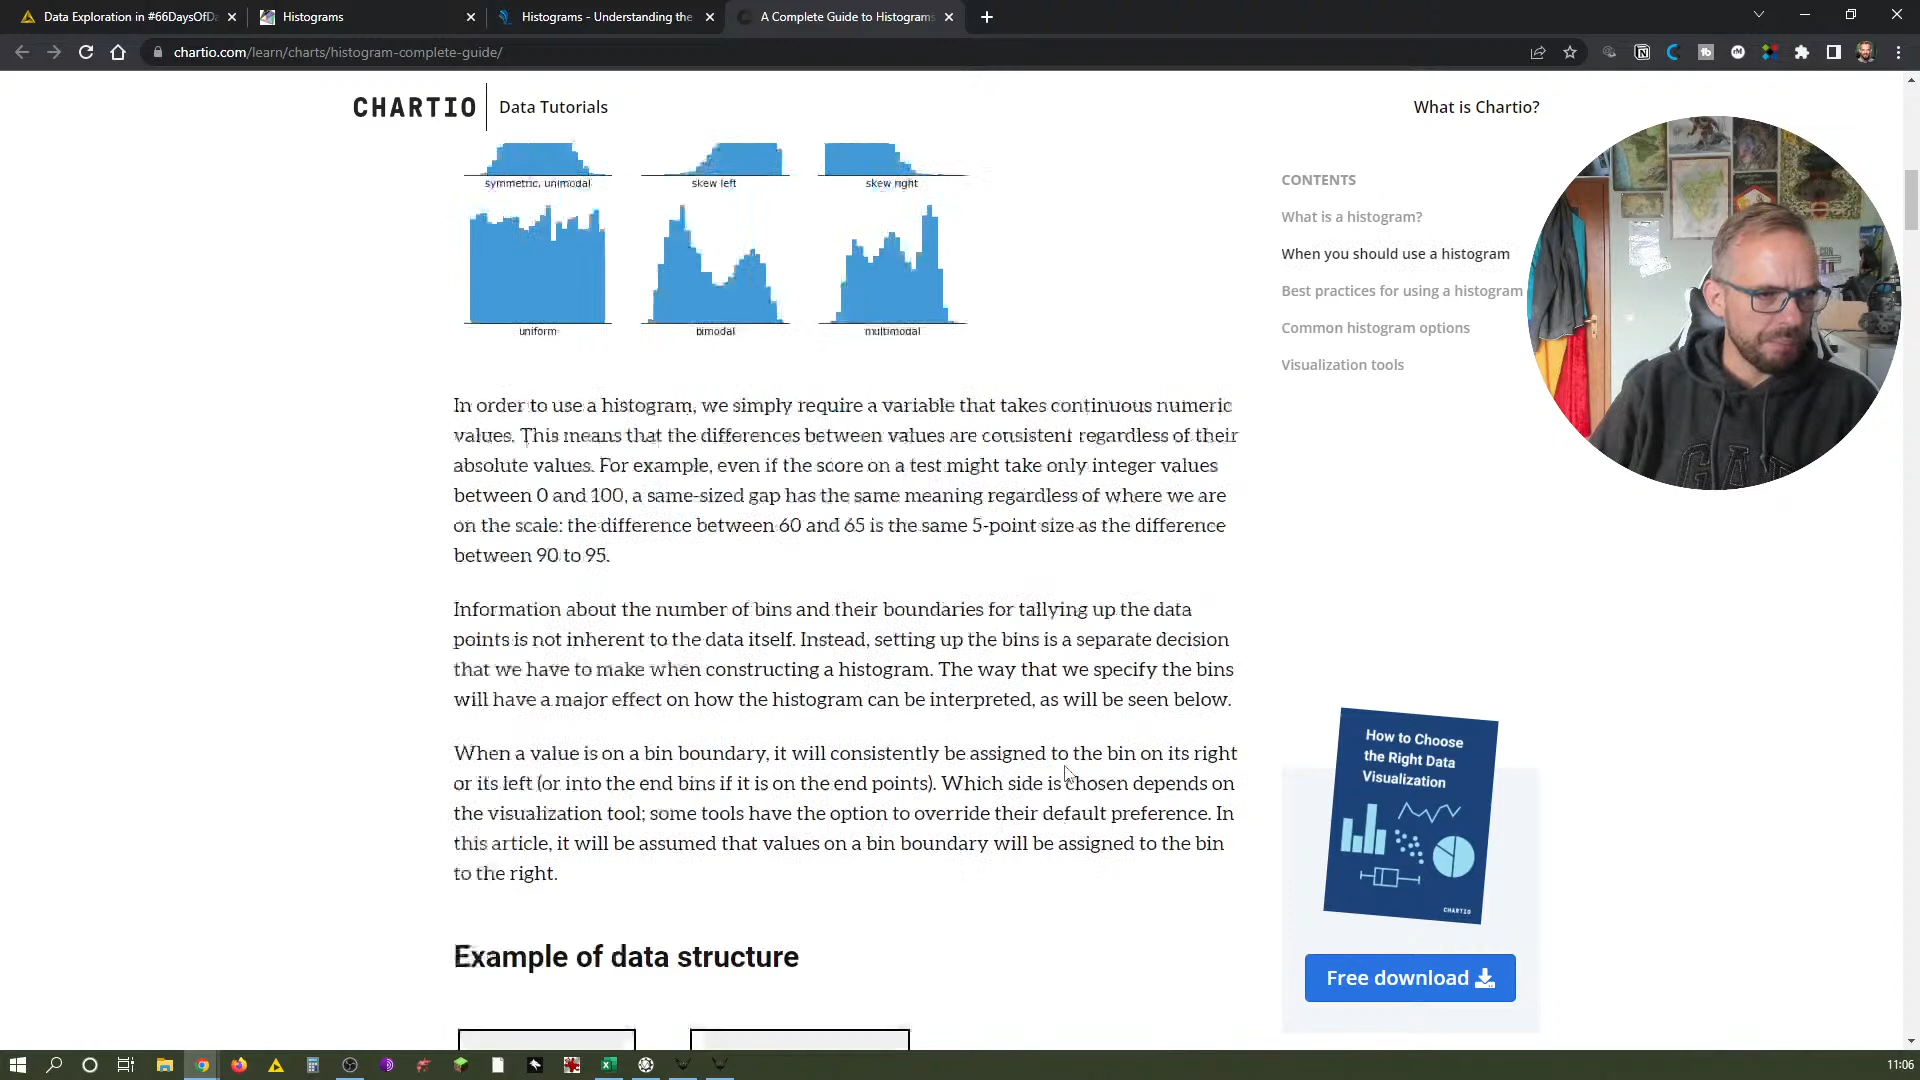 Data Exploration in #66DaysOfDa
Histograms
Histograms - Understanding the
A Complete Guide to Histograms
chartio.com/learn/charts/histogram-complete-guide/
CHARTIO
Data Tutorials
What is Chartio?
symmetric, unimodal
skew left
skew right
uniform
bimodal
multimodal
CONTENTS
What is a histogram?
When you should use a histogram
Best practices for using a histogram
Common histogram options
Visualization tools
In order to use a histogram, we simply require a variable that takes continuous numeric
values. This means that the differences between values are consistent regardless of their
absolute values. For example, even if the score on a test might take only integer values
between 0 and 100, a same-sized gap has the same meaning regardless of where we are
on the scale: the difference between 60 and 65 is the same 5-point size as the difference
between 90 to 95.
Information about the number of bins and their boundaries for tallying up the data
points is not inherent to the data itself. Instead, setting up the bins is a separate decision
that we have to make when constructing a histogram. The way that we specify the bins
will have a major effect on how the histogram can be interpreted, as will be seen below.
When a value is on a bin boundary, it will consistently be assigned to the bin on its right
or its left (or into the end bins if it is on the end points). Which side is chosen depends on
the visualization tool; some tools have the option to override their default preference. In
this article, it will be assumed that values on a bin boundary will be assigned to the bin
to the right.
Example of data structure
How to Choose
the Right Data
Visualization
CHARTIO
Free download
11:06